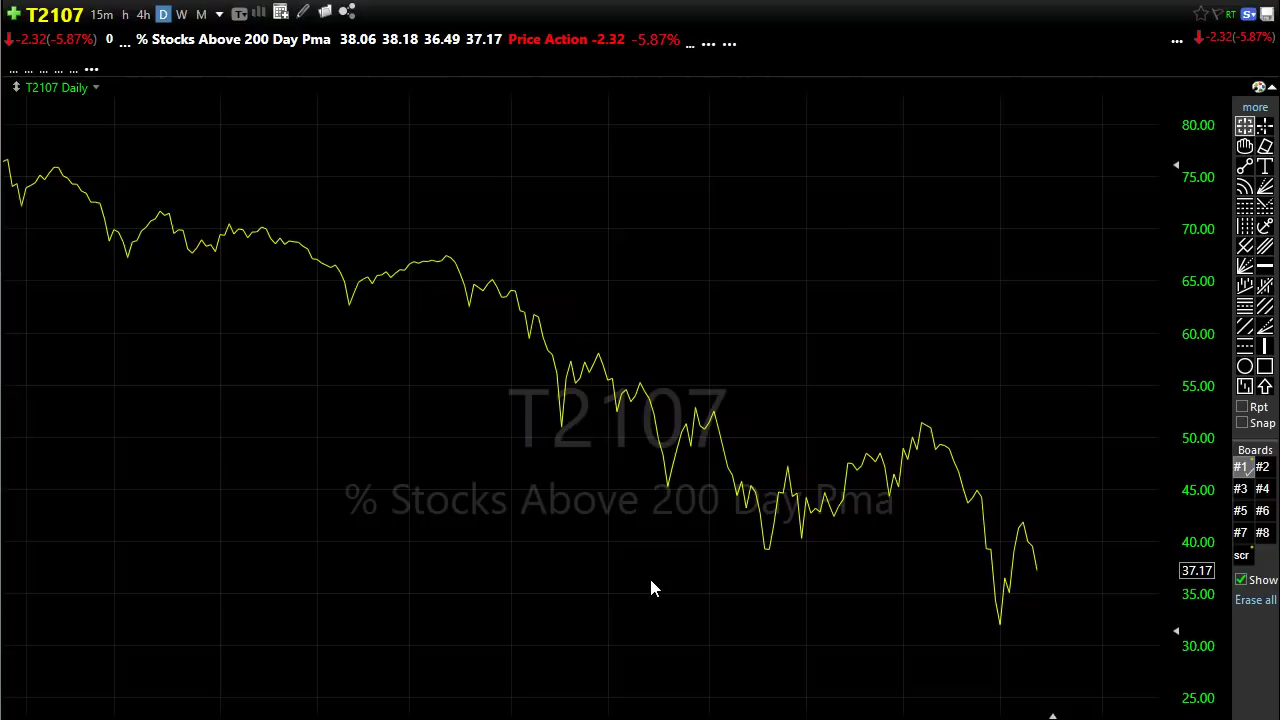 T2107 15m h 4h D W M T RT S
-2.32(-5.87%) 0 ... % Stocks Above 200 Day Pma 38.06 38.18 36.49 37.17 Price Action -2.32 -5.87% ... ... ... ... -2.32(-5.87%)
... ... ... ... ... ...
T2107 Daily
more
80.00
75.00
70.00
65.00
60.00
55.00
50.00
45.00
40.00
37.17
35.00
30.00
25.00
T2107
% Stocks Above 200 Day Pma
T
Rpt
Snap
Boards
#1 #2
#3 #4
#5 #6
#7 #8
scr
Show
Erase all